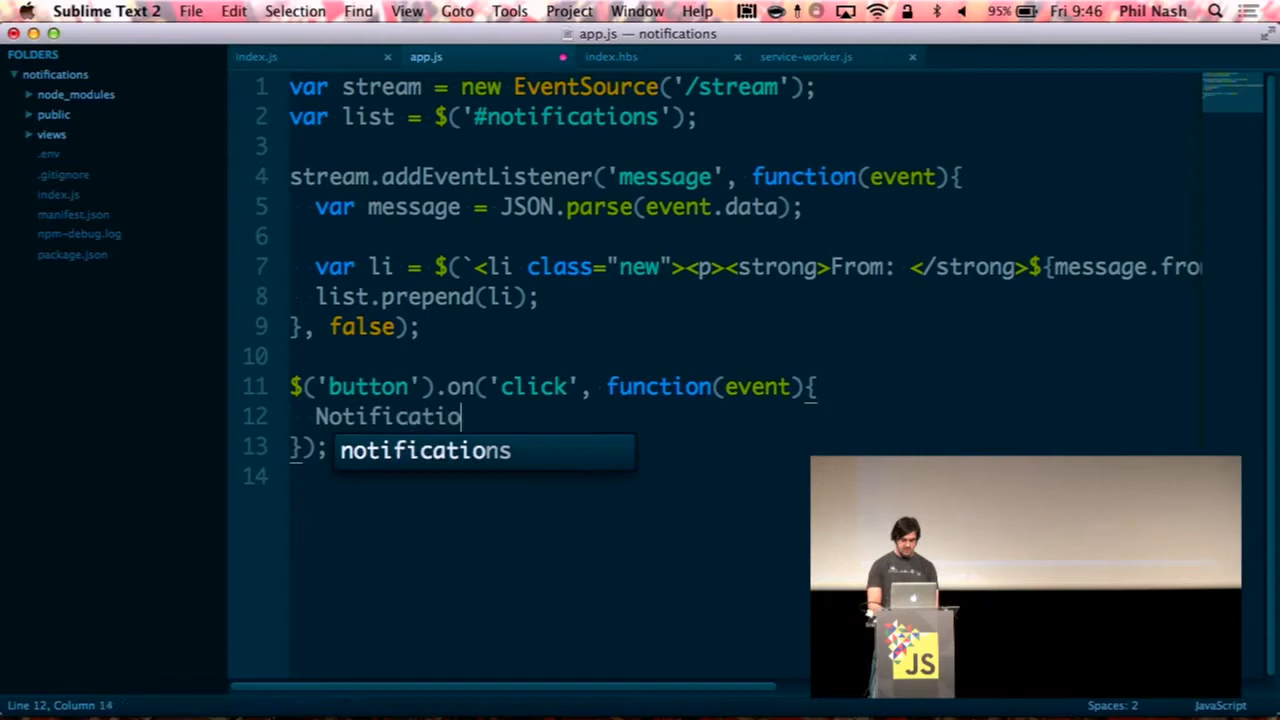 Sublime Text 2 File Edit Selection Find View Goto Tools Project Window Help 95% Fri 9:46 Phil Nash
app.js — notifications
FOLDERS
notifications
node_modules
public
views
.env
.gitignore
index.js
manifest.json
npm-debug.log
package.json
index.js app.js index.hbs service-worker.js
1 var stream = new EventSource('/stream');
2 var list = $('#notifications');
3
4 stream.addEventListener('message', function(event){
5 var message = JSON.parse(event.data);
6
7 var li = $(`<li class="new"><p><strong>From: </strong>${message.fro
8 list.prepend(li);
9 }, false);
10
11 $('button').on('click', function(event){
12 Notificatio
13 });
notifications
14
JS
Line 12, Column 14 Spaces: 2 JavaScript